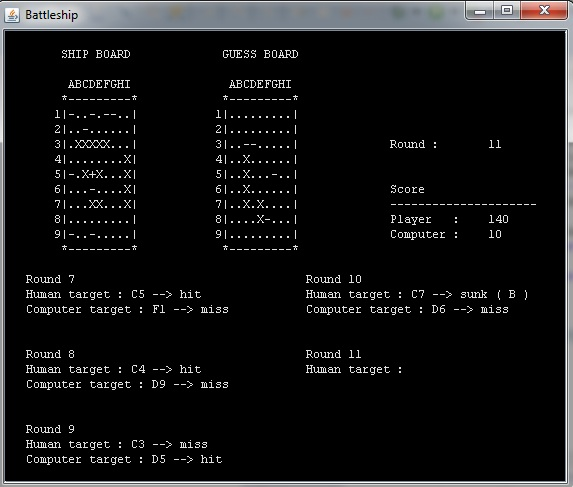 Battleship
SHIP BOARD GUESS BOARD
ABCDEFGHI ABCDEFGHI
*---------* *---------*
1|-..-.--..| 1|.........|
2|..-......| 2|.........|
3|.XXXXX...| 3|..--.....| Round : 11
4|........X| 4|..X......|
5|-.X+X...X| 5|..X...-..|
6|...-....X| 6|..X......| Score
7|...XX...X| 7|..X.X....| ----------------------
8|.........| 8|....X-...| Player : 140
9|-..-.....| 9|.........| Computer : 10
*---------* *---------*
Round 7 Round 10
Human target : C5 --> hit Human target : C7 --> sunk ( B )
Computer target : F1 --> miss Computer target : D6 --> miss
Round 8 Round 11
Human target : C4 --> hit Human target :
Computer target : D9 --> miss
Round 9
Human target : C3 --> miss
Computer target : D5 --> hit